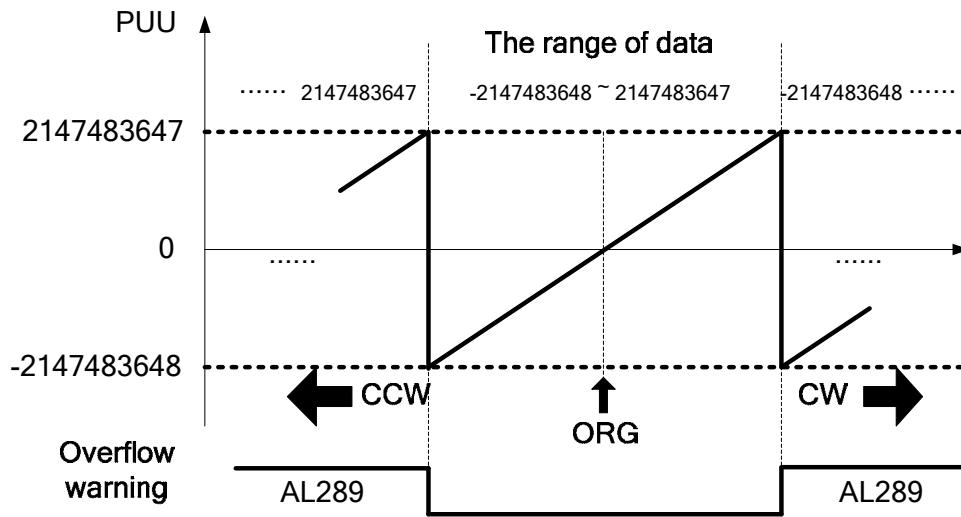 PUU
The range of data
...... 2147483647
-2147483648 ~ 2147483647
-2147483648 ......
2147483647
0
......
......
-2147483648
CCW
CW
ORG
Overflow
warning
AL289
AL289